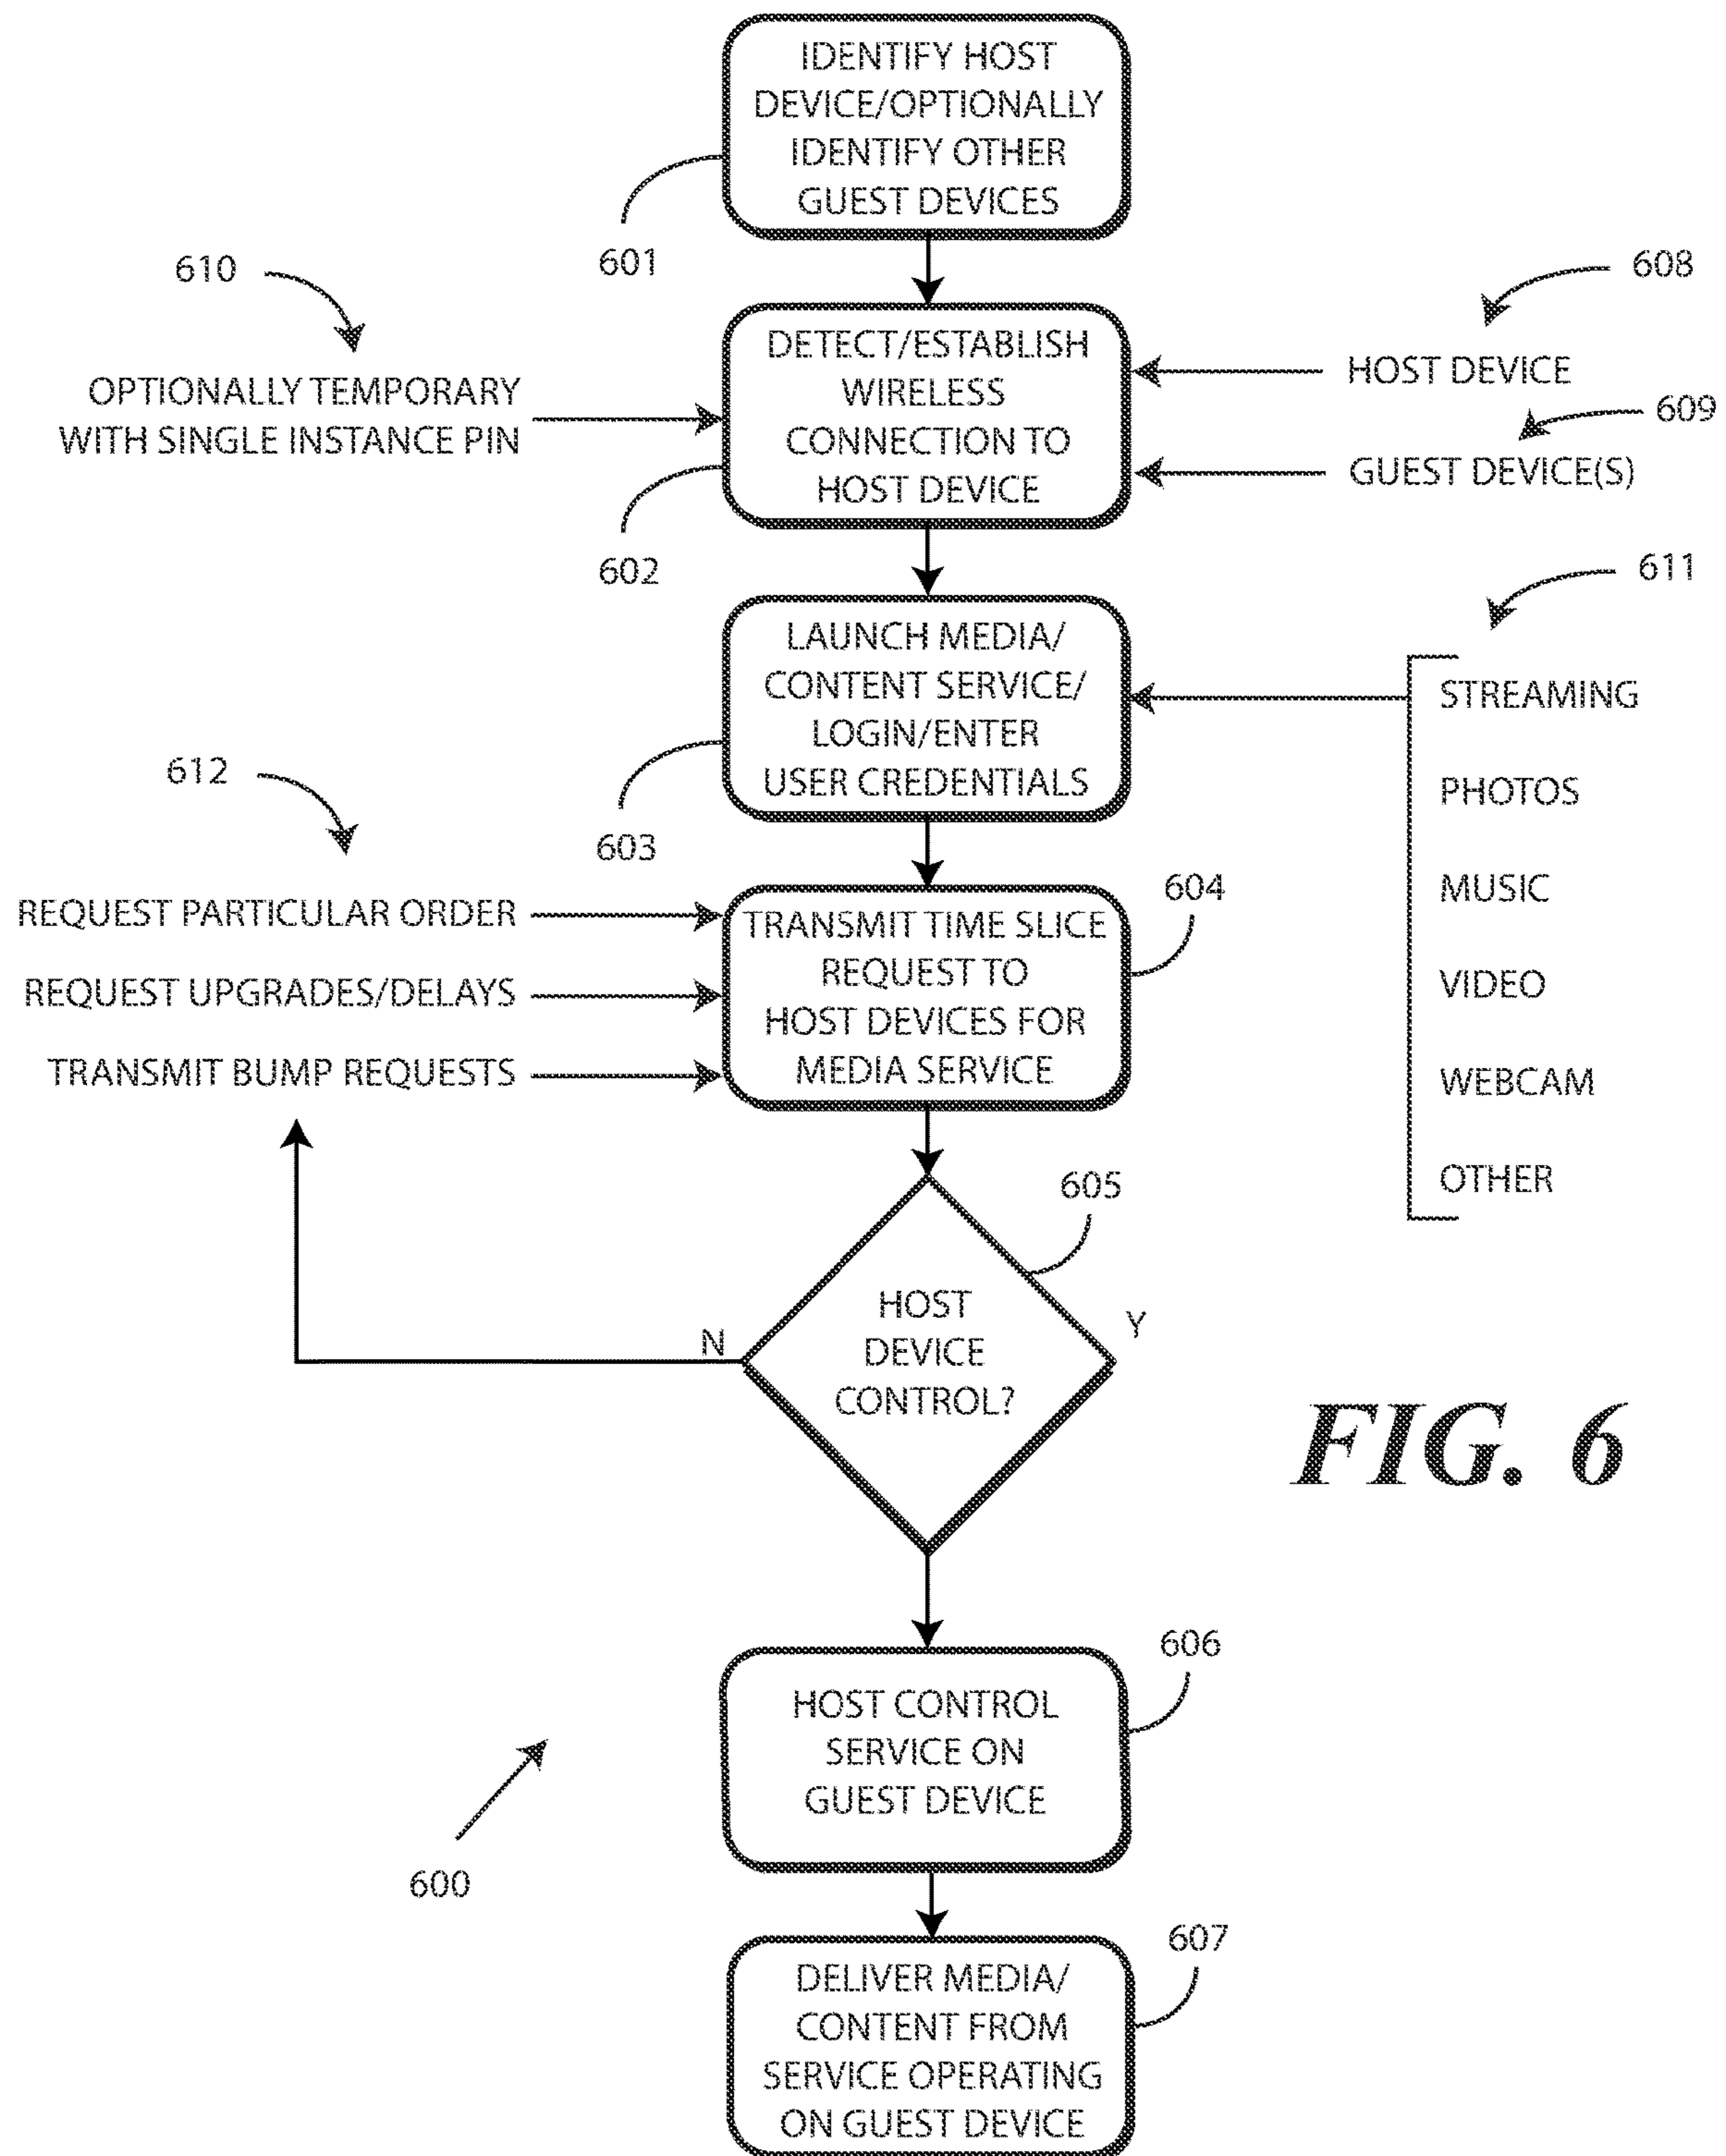 IDENTIFY HOST
DEVICE/OPTIONALLY
IDENTIFY OTHER
GUEST DEVICES
601
610
OPTIONALLY TEMPORARY
WITH SINGLE INSTANCE PIN
DETECT/ESTABLISH
WIRELESS
CONNECTION TO
HOST DEVICE
602
608
HOST DEVICE
609
GUEST DEVICE(S)
LAUNCH MEDIA/
CONTENT SERVICE/
LOGIN/ENTER
USER CREDENTIALS
603
611
STREAMING
PHOTOS
MUSIC
VIDEO
WEBCAM
OTHER
612
REQUEST PARTICULAR ORDER
REQUEST UPGRADES/DELAYS
TRANSMIT BUMP REQUESTS
TRANSMIT TIME SLICE
REQUEST TO
HOST DEVICES FOR
MEDIA SERVICE
604
605
HOST
DEVICE
CONTROL?
N
Y
FIG. 6
HOST CONTROL
SERVICE ON
GUEST DEVICE
606
600
DELIVER MEDIA/
CONTENT FROM
SERVICE OPERATING
ON GUEST DEVICE
607